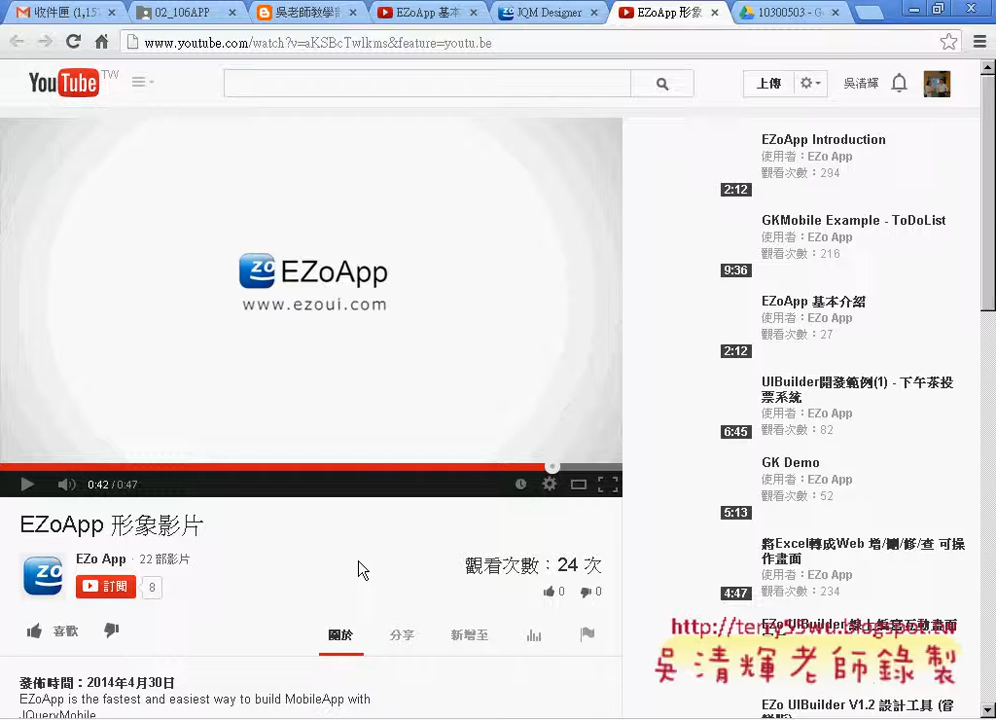 收件匣 (1,15
02_106APP
吳老師教學
EZoApp 基本
JQM Designer
EZoApp 形象
10300503 - G
www.youtube.com/watch?v=aKSBcTwlkms&feature=youtu.be
YouTube TW
上傳
吳清輝
zo EZoApp
www.ezoui.com
0:42 / 0:47
EZoApp 形象影片
zo
EZo App · 22 部影片
訂閱 8
觀看次數：24 次
0 0
喜歡
關於 分享 新增至
發佈時間：2014年4月30日
EZoApp is the fastest and easiest way to build MobileApp with
JQueryMobile
EZoApp Introduction
使用者：EZo App
觀看次數：294
2:12
GKMobile Example - ToDoList
使用者：EZo App
觀看次數：216
9:36
EZoApp 基本介紹
使用者：EZo App
觀看次數：27
2:12
UIBuilder開發範例(1) - 下午茶投
票系統
使用者：EZo App
觀看次數：82
6:45
GK Demo
使用者：EZo App
觀看次數：52
5:13
將Excel轉成Web 增/刪/修/查 可操
作畫面
使用者：EZo App
觀看次數：234
4:47
http://terry55wu.blogspot.tw
吳清輝老師錄製
EZo UIBuilder V1.2 設計工具 (嘗